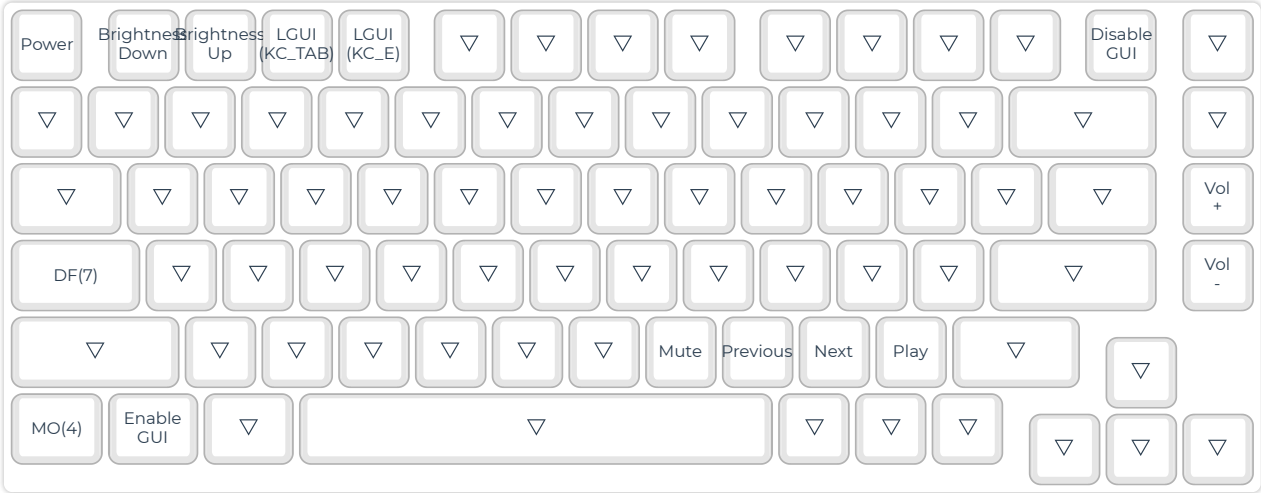 Power
Brightness
Down
Brightness
Up
LGUI
(KC_TAB)
LGUI
(KC_E)
Disable
GUI
Vol
+
DF(7)
Vol
-
Mute
Previous
Next
Play
MO(4)
Enable
GUI